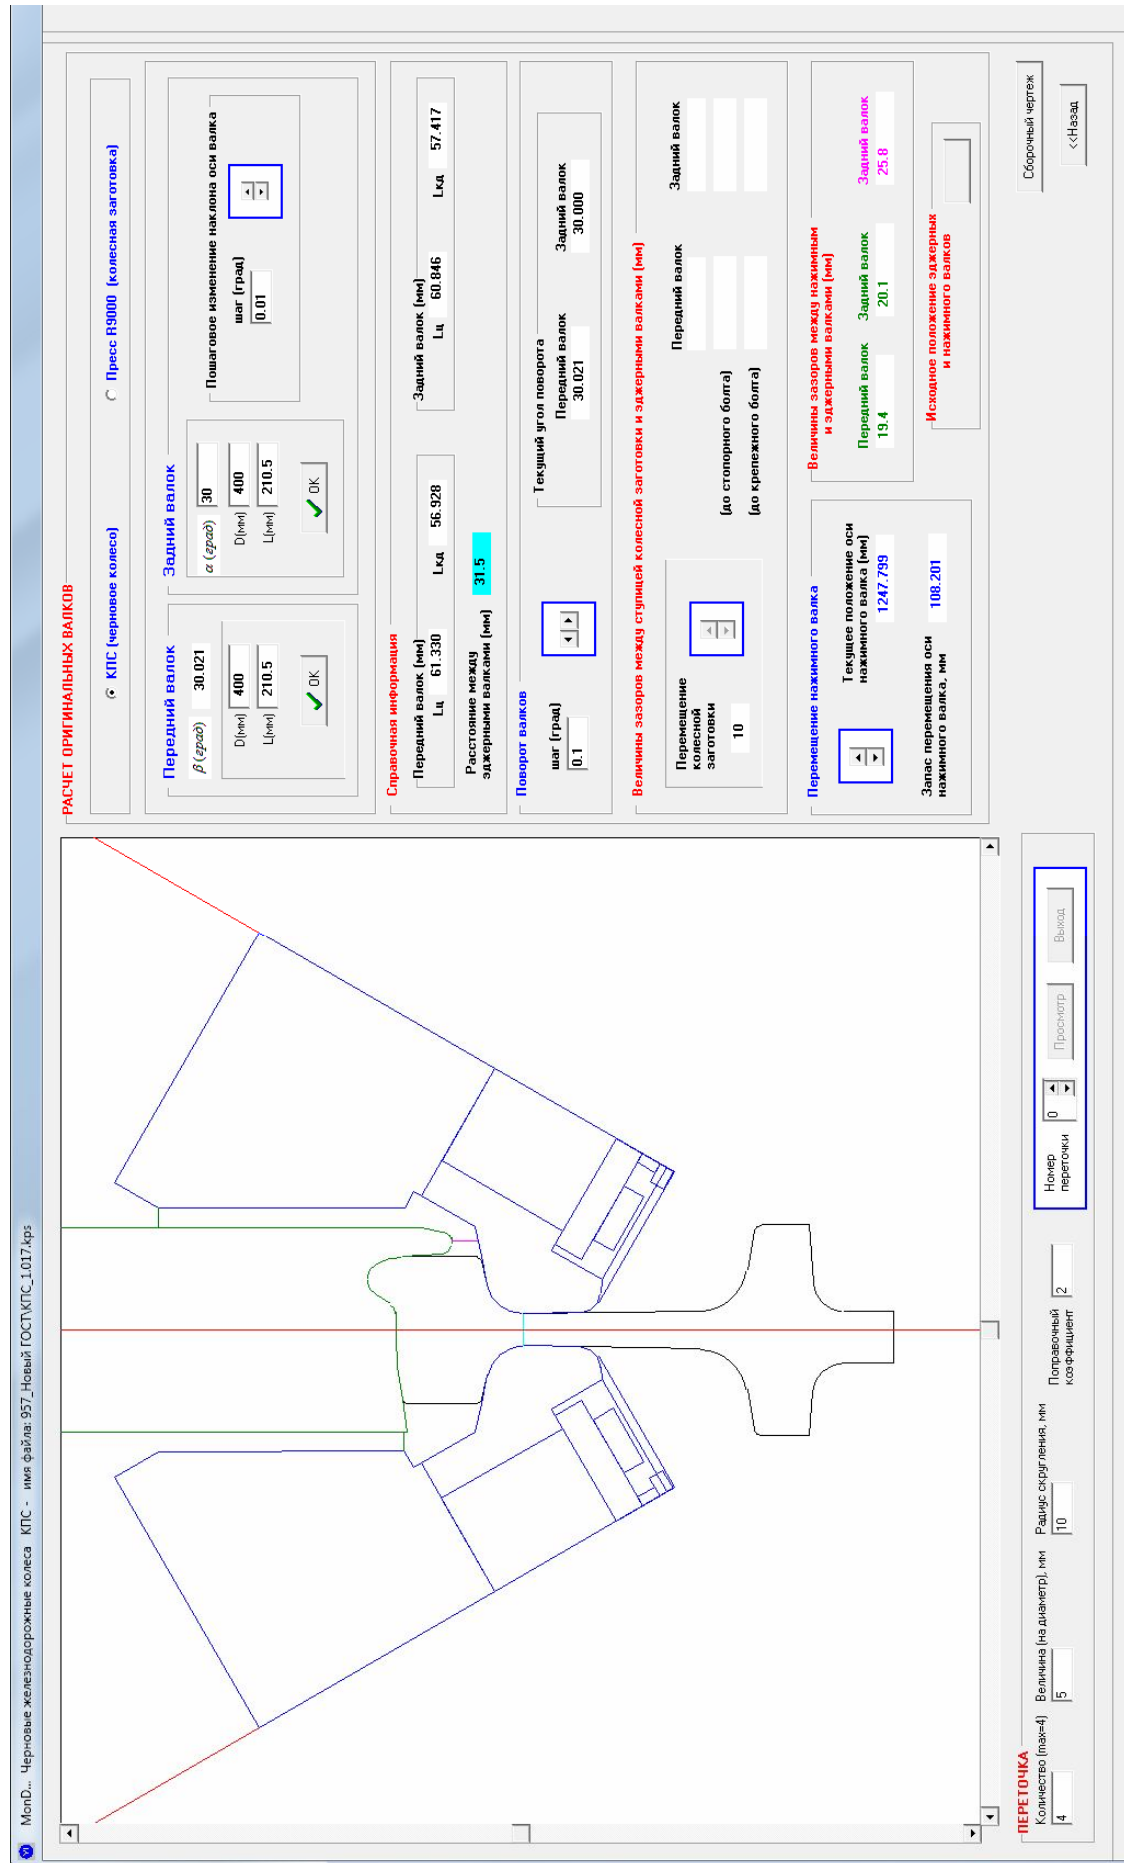 MonD... Черновые железнодорожные колеса КПС - имя файла: 957_Новый ГОСТ\КПС_1.017.kps
РАСЧЕТ ОРИГИНАЛЬНЫХ ВАЛКОВ
КПС (черновое колесо)
Пресс R9000 (колесная заготовка)
Передний валок
β (град) 30.021
D(мм) 400
L(мм) 210.5
OK
Задний валок
α (град) 30
D(мм) 400
L(мм) 210.5
OK
Пошаговое изменение наклона оси валка
шаг (град)
0.01
Справочная информация
Передний валок (мм)
Lц 61.330 Lкд 56.928
Задний валок (мм)
Lц 60.846 Lкд 57.417
Расстояние между
эджерными валками (мм) 31.5
Поворот валков
шаг (град)
0.1
Текущий угол поворота
Передний валок Задний валок
30.021 30.000
Величины зазоров между ступицей колесной заготовки и эджерными валками (мм)
Перемещение
колесной
заготовки
10
Передний валок Задний валок
(до стопорного болта)
(до крепежного болта)
Перемещение нажимного валка
Текущее положение оси
нажимного валка (мм)
1247.799
Запас перемещения оси
нажимного валка, мм 108.201
Величины зазоров между нажимным
и эджерными валками (мм)
Передний валок Задний валок Задний валок
19.4 20.1 25.8
Исходное положение эджерных
и нажимного валков
Сборочный чертеж
<<Назад
ПЕРЕТОЧКА
Количество (max=4) Величина (на диаметр), мм Радиус скругления, мм
4 5 10
Поправочный
коэффициент 2
Номер
переточки 0
Просмотр
Выход